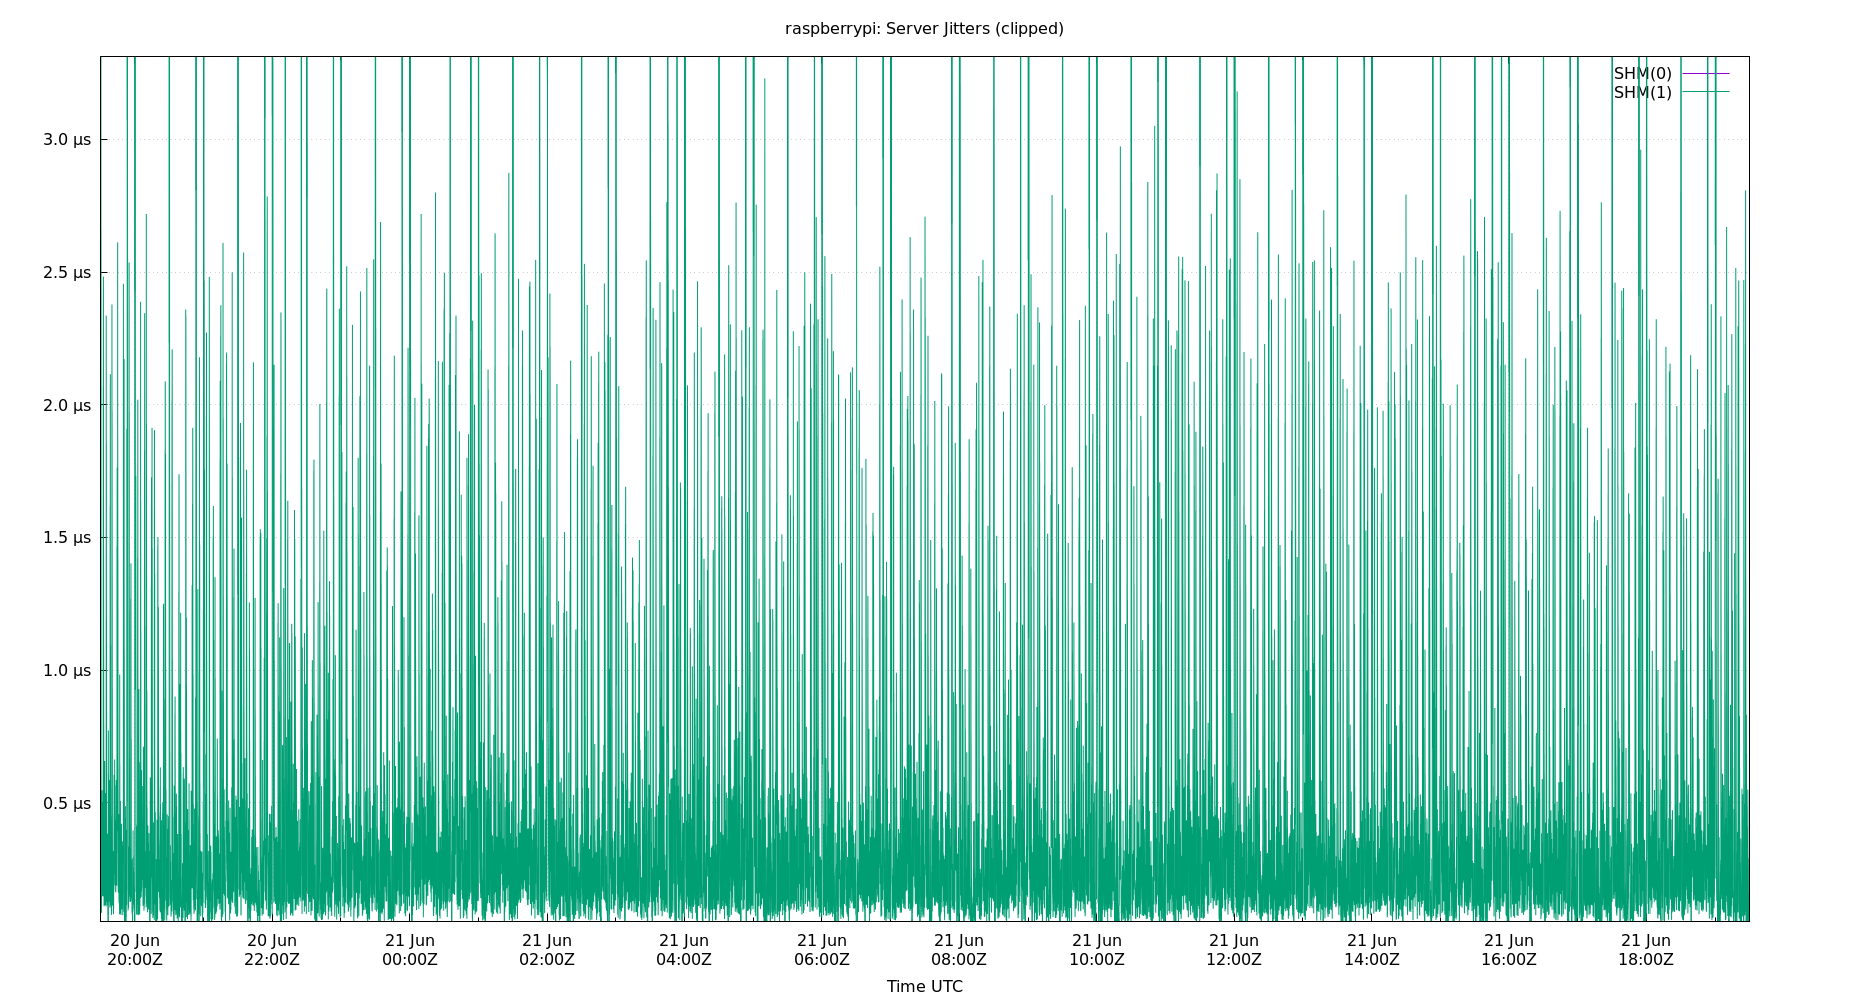 raspberrypi: Server Jitters (clipped)
SHM(0)
SHM(1)
3.0 µs
2.5 µs
2.0 µs
1.5 µs
1.0 µs
0.5 µs
20 Jun 20 Jun 21 Jun 21 Jun 21 Jun 21 Jun 21 Jun 21 Jun 21 Jun 21 Jun 21 Jun 21 Jun
20:00Z 22:00Z 00:00Z 02:00Z 04:00Z 06:00Z 08:00Z 10:00Z 12:00Z 14:00Z 16:00Z 18:00Z
Time UTC